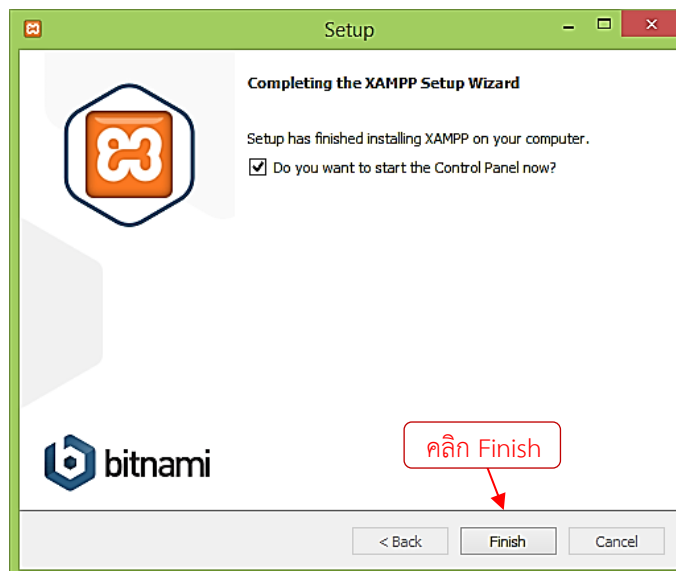 Setup
Completing the XAMPP Setup Wizard
Setup has finished installing XAMPP on your computer.
Do you want to start the Control Panel now?
bitnami
คลิก Finish
< Back
Finish
Cancel